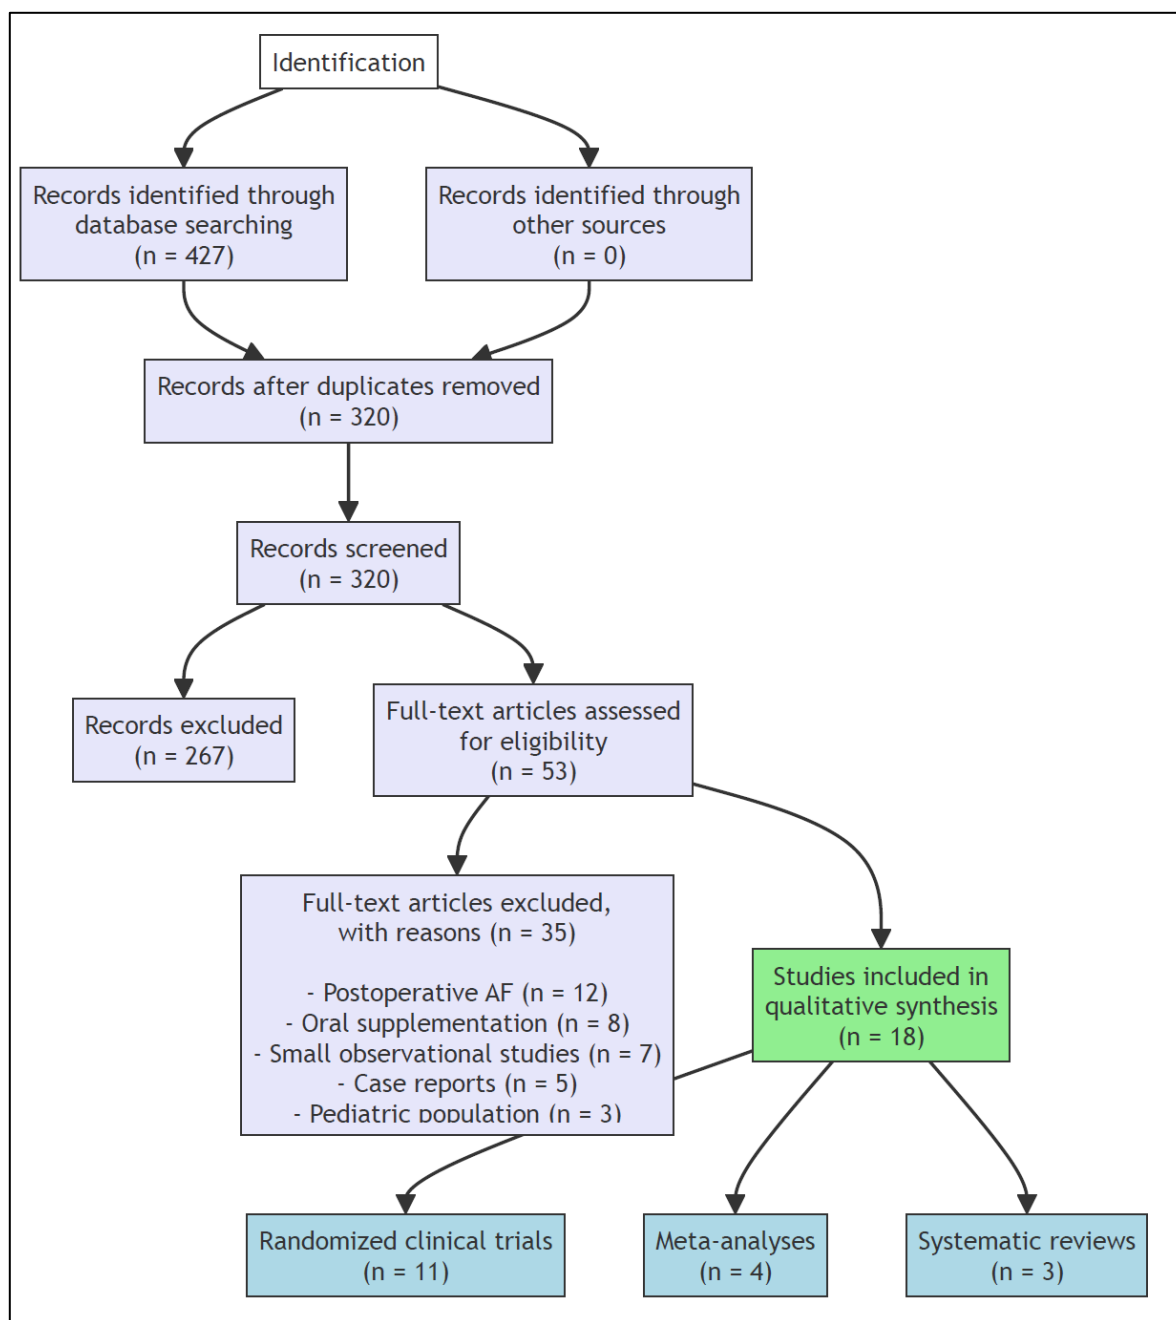 Identification
Records identified through
database searching
(n = 427)
Records identified through
other sources
(n = 0)
Records after duplicates removed
(n = 320)
Records screened
(n = 320)
Records excluded
(n = 267)
Full-text articles assessed
for eligibility
(n = 53)
Full-text articles excluded,
with reasons (n = 35)
- Postoperative AF (n = 12)
- Oral supplementation (n = 8)
- Small observational studies (n = 7)
- Case reports (n = 5)
- Pediatric population (n = 3)
Studies included in
qualitative synthesis
(n = 18)
Randomized clinical trials
(n = 11)
Meta-analyses
(n = 4)
Systematic reviews
(n = 3)